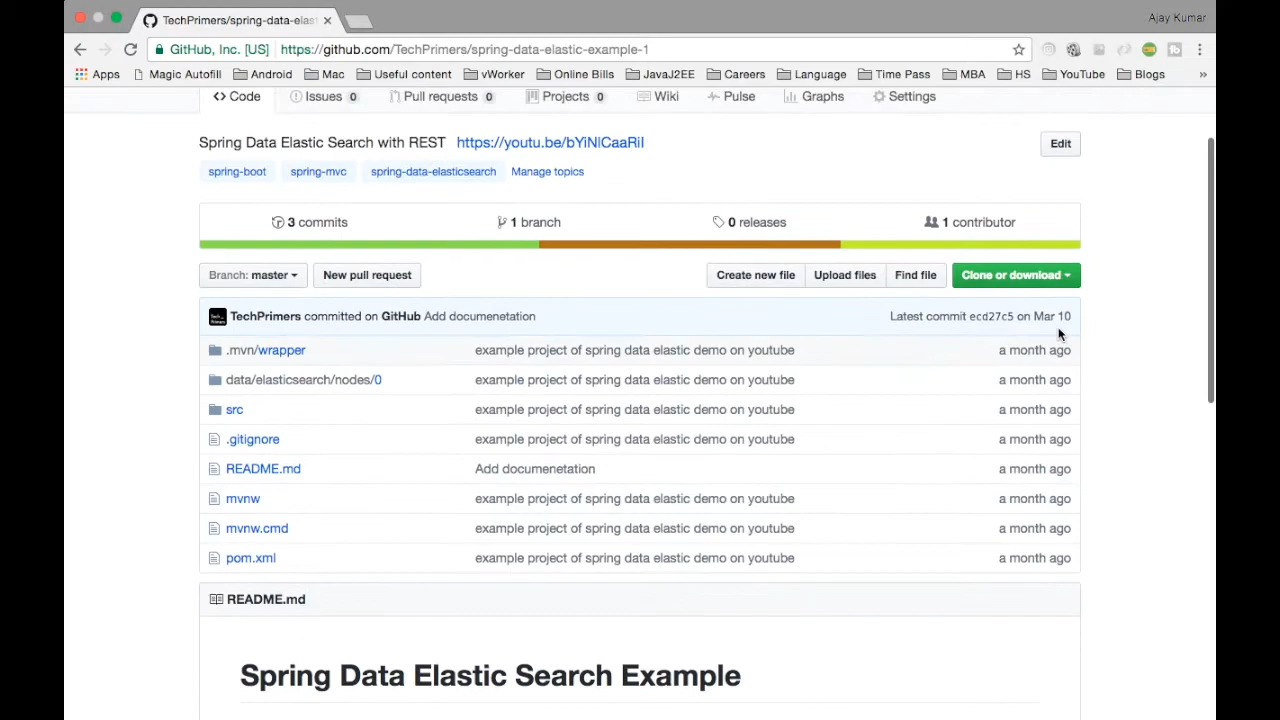 TechPrimers/spring-data-elast
Ajay Kumar
GitHub, Inc. [US] https://github.com/TechPrimers/spring-data-elastic-example-1
Apps Magic Autofill Android Mac Useful content vWorker Online Bills JavaJ2EE Careers Language Time Pass MBA HS YouTube Blogs »
<> Code Issues 0 Pull requests 0 Projects 0 Wiki Pulse Graphs Settings
Spring Data Elastic Search with REST https://youtu.be/bYiNlCaaRiI
Edit
spring-boot spring-mvc spring-data-elasticsearch Manage topics
3 commits 1 branch 0 releases 1 contributor
Branch: master New pull request Create new file Upload files Find file Clone or download
TechPrimers committed on GitHub Add documenetation Latest commit ecd27c5 on Mar 10
.mvn/wrapper example project of spring data elastic demo on youtube a month ago
data/elasticsearch/nodes/0 example project of spring data elastic demo on youtube a month ago
src example project of spring data elastic demo on youtube a month ago
.gitignore example project of spring data elastic demo on youtube a month ago
README.md Add documenetation a month ago
mvnw example project of spring data elastic demo on youtube a month ago
mvnw.cmd example project of spring data elastic demo on youtube a month ago
pom.xml example project of spring data elastic demo on youtube a month ago
README.md
Spring Data Elastic Search Example